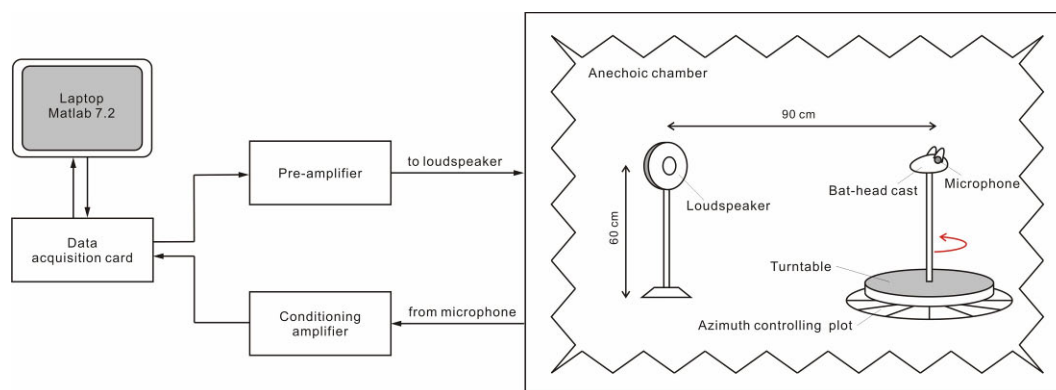 Laptop
Matlab 7.2
Data
acquisition card
Pre-amplifier
to loudspeaker
Conditioning
amplifier
from microphone
Anechoic chamber
90 cm
60 cm
Loudspeaker
Bat-head cast
Microphone
Turntable
Azimuth controlling plot